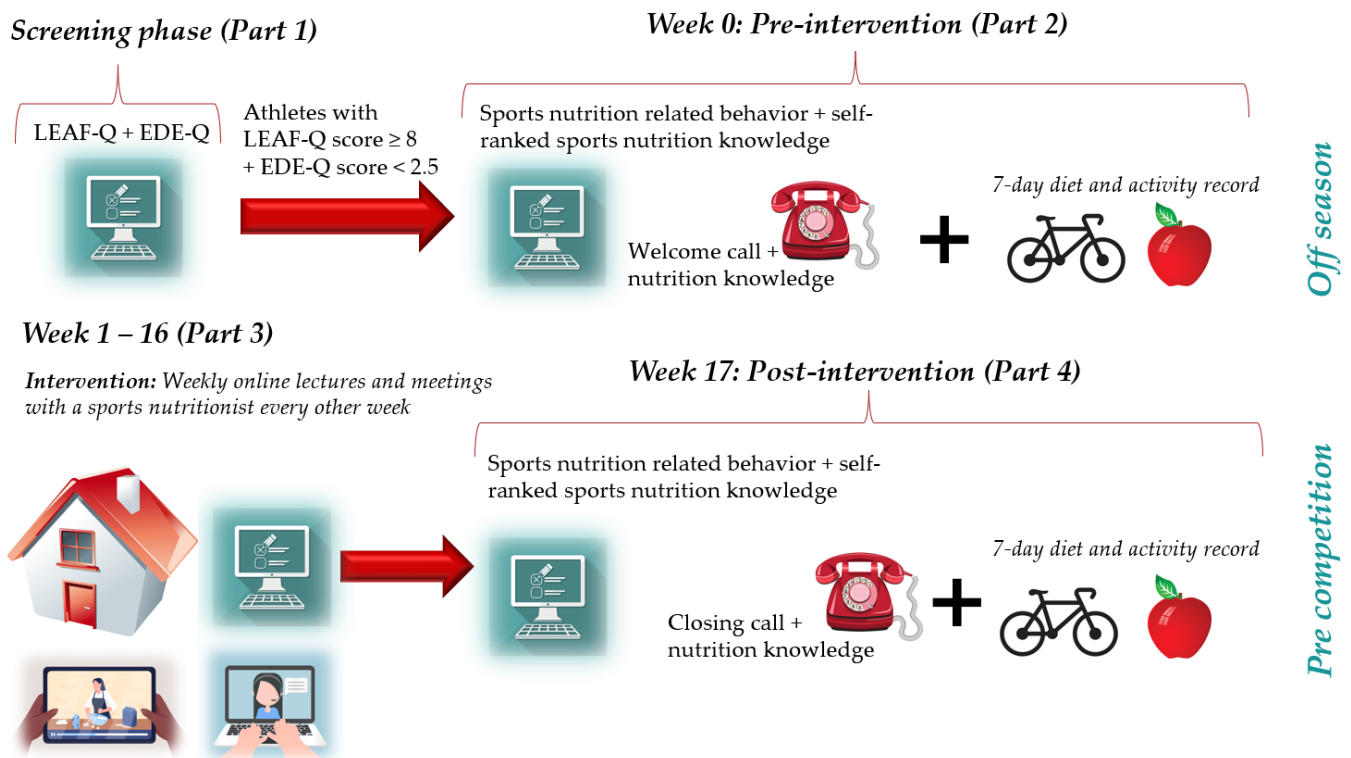 Screening phase (Part 1)
LEAF-Q + EDE-Q
Athletes with
LEAF-Q score ≥ 8
+ EDE-Q score < 2.5
Week 0: Pre-intervention (Part 2)
Sports nutrition related behavior + self-
ranked sports nutrition knowledge
Welcome call +
nutrition knowledge
7-day diet and activity record
Off season
Week 1 – 16 (Part 3)
Intervention: Weekly online lectures and meetings
with a sports nutritionist every other week
Week 17: Post-intervention (Part 4)
Sports nutrition related behavior + self-
ranked sports nutrition knowledge
Closing call +
nutrition knowledge
7-day diet and activity record
Pre competition